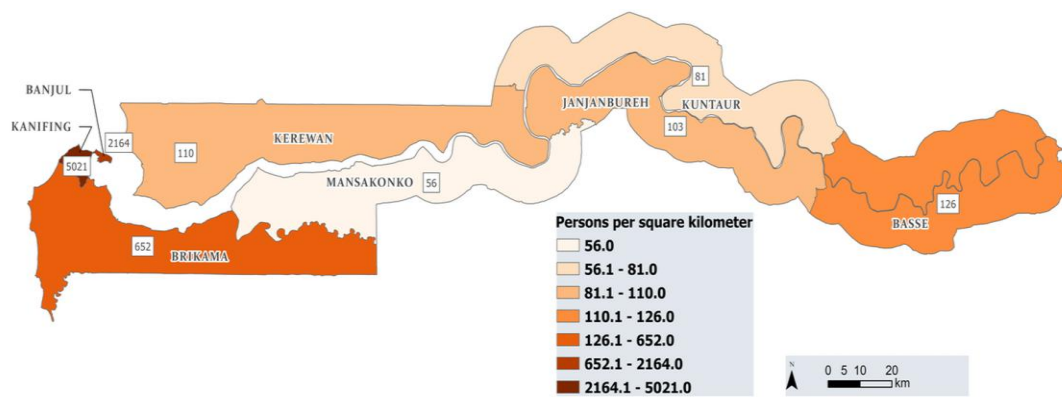 BANJUL
KANIFING
2164
5021
KEREWAN
110
MANSAKONKO
56
652
BRIKAMA
JANJANBUREH
103
81
KUNTAUR
126
BASSE
Persons per square kilometer
56.0
56.1 - 81.0
81.1 - 110.0
110.1 - 126.0
126.1 - 652.0
652.1 - 2164.0
2164.1 - 5021.0
N
0 5 10 20
km